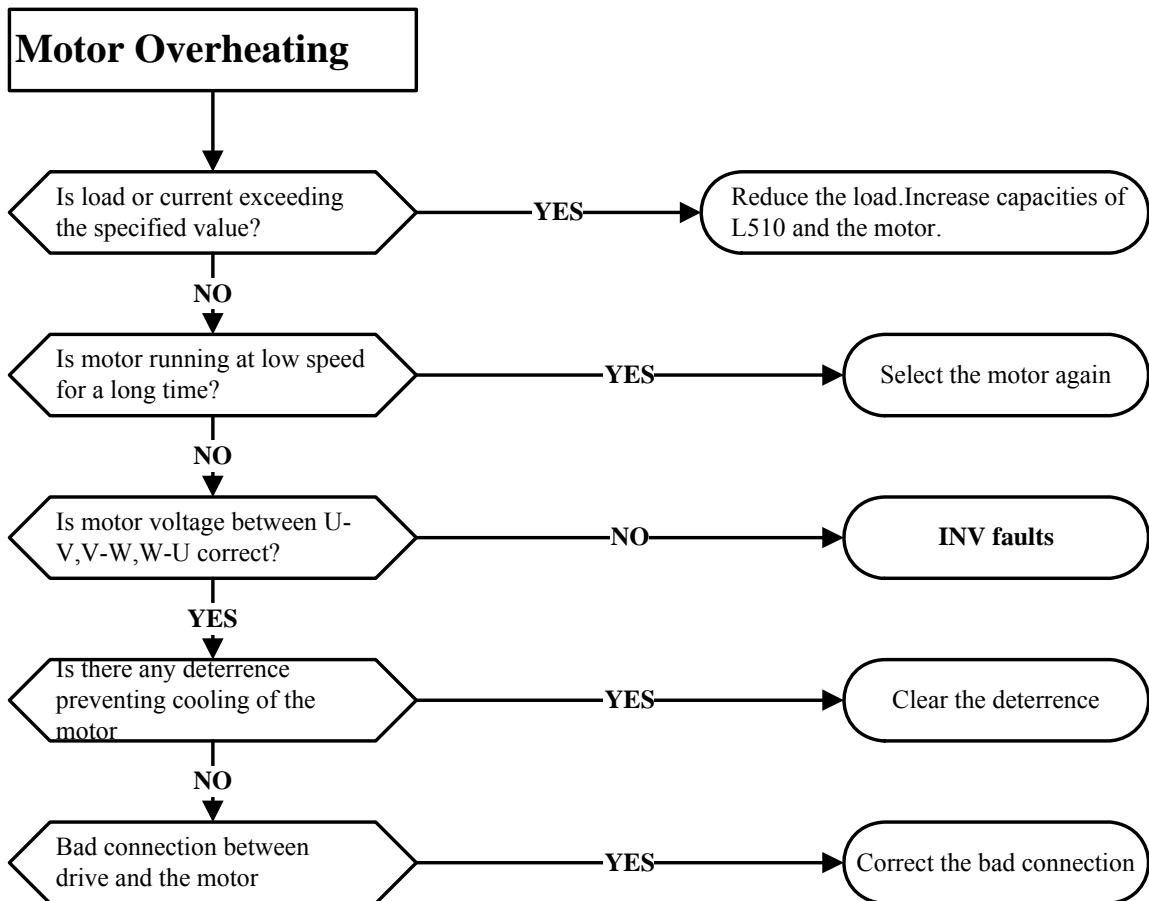 Motor Overheating
Is load or current exceeding
the specified value?
YES
Reduce the load.Increase capacities of
L510 and the motor.
NO
Is motor running at low speed
for a long time?
YES
Select the motor again
NO
Is motor voltage between U-
V,V-W,W-U correct?
NO
INV faults
YES
Is there any deterrence
preventing cooling of the
motor
YES
Clear the deterrence
NO
Bad connection between
drive and the motor
YES
Correct the bad connection